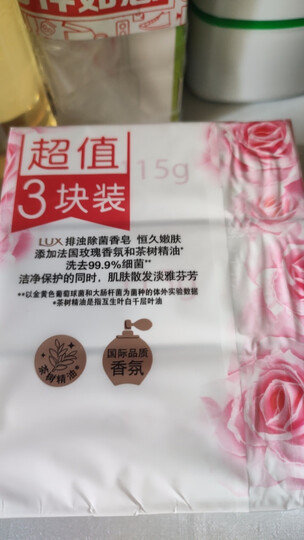 超值
3块装
15g
LUX 排浊除菌香皂 恒久嫩肤
添加法国玫瑰香氛和茶树精油*
洗去99.9%细菌**
洁净保护的同时，肌肤散发淡雅芬芳
**以金黄色葡萄球菌和大肠杆菌为菌种的体外实验数据
*茶树精油是指互生叶白千层叶油
茶树精油*
国际品质
香氛